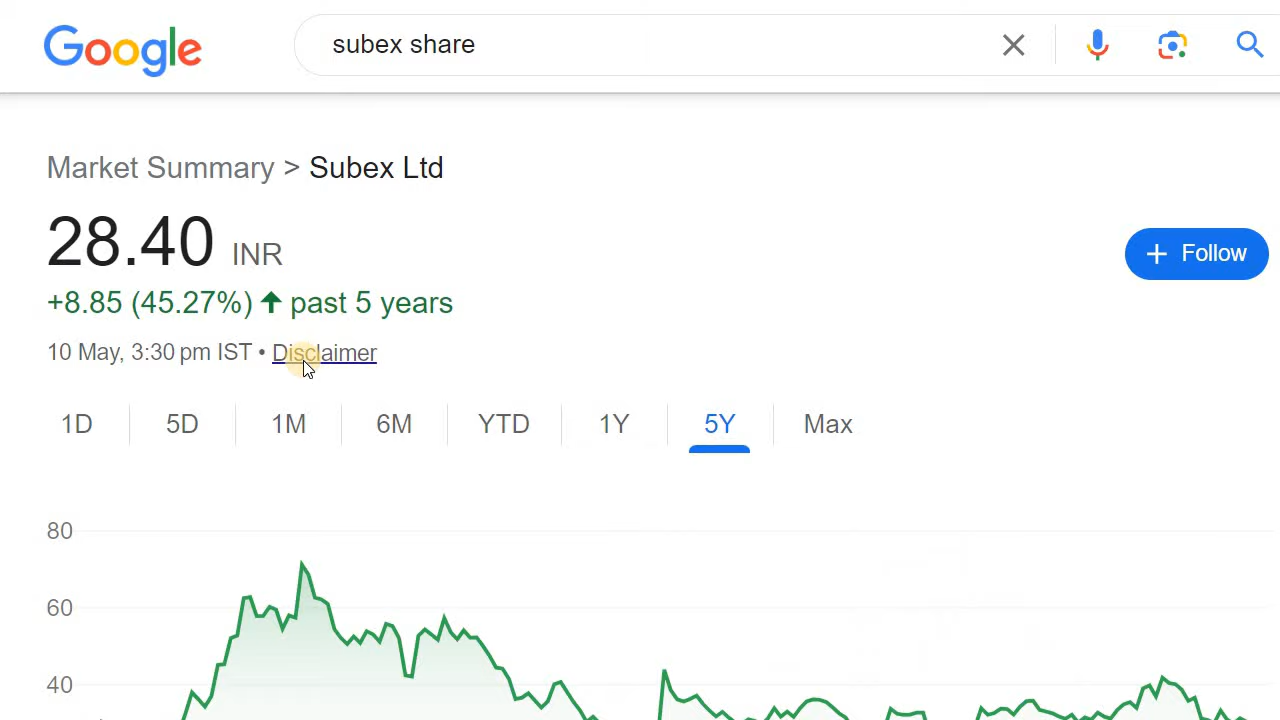 Google
subex share
Market Summary > Subex Ltd
28.40 INR
+ Follow
+8.85 (45.27%) ↑ past 5 years
10 May, 3:30 pm IST • Disclaimer
1D 5D 1M 6M YTD 1Y 5Y Max
80
60
40